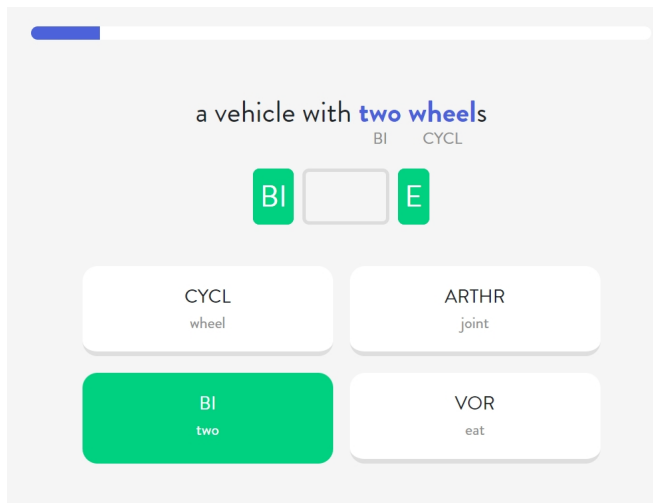 a vehicle with two wheels
BI CYCL
BI E
CYCL ARTHR
wheel joint
BI VOR
two eat